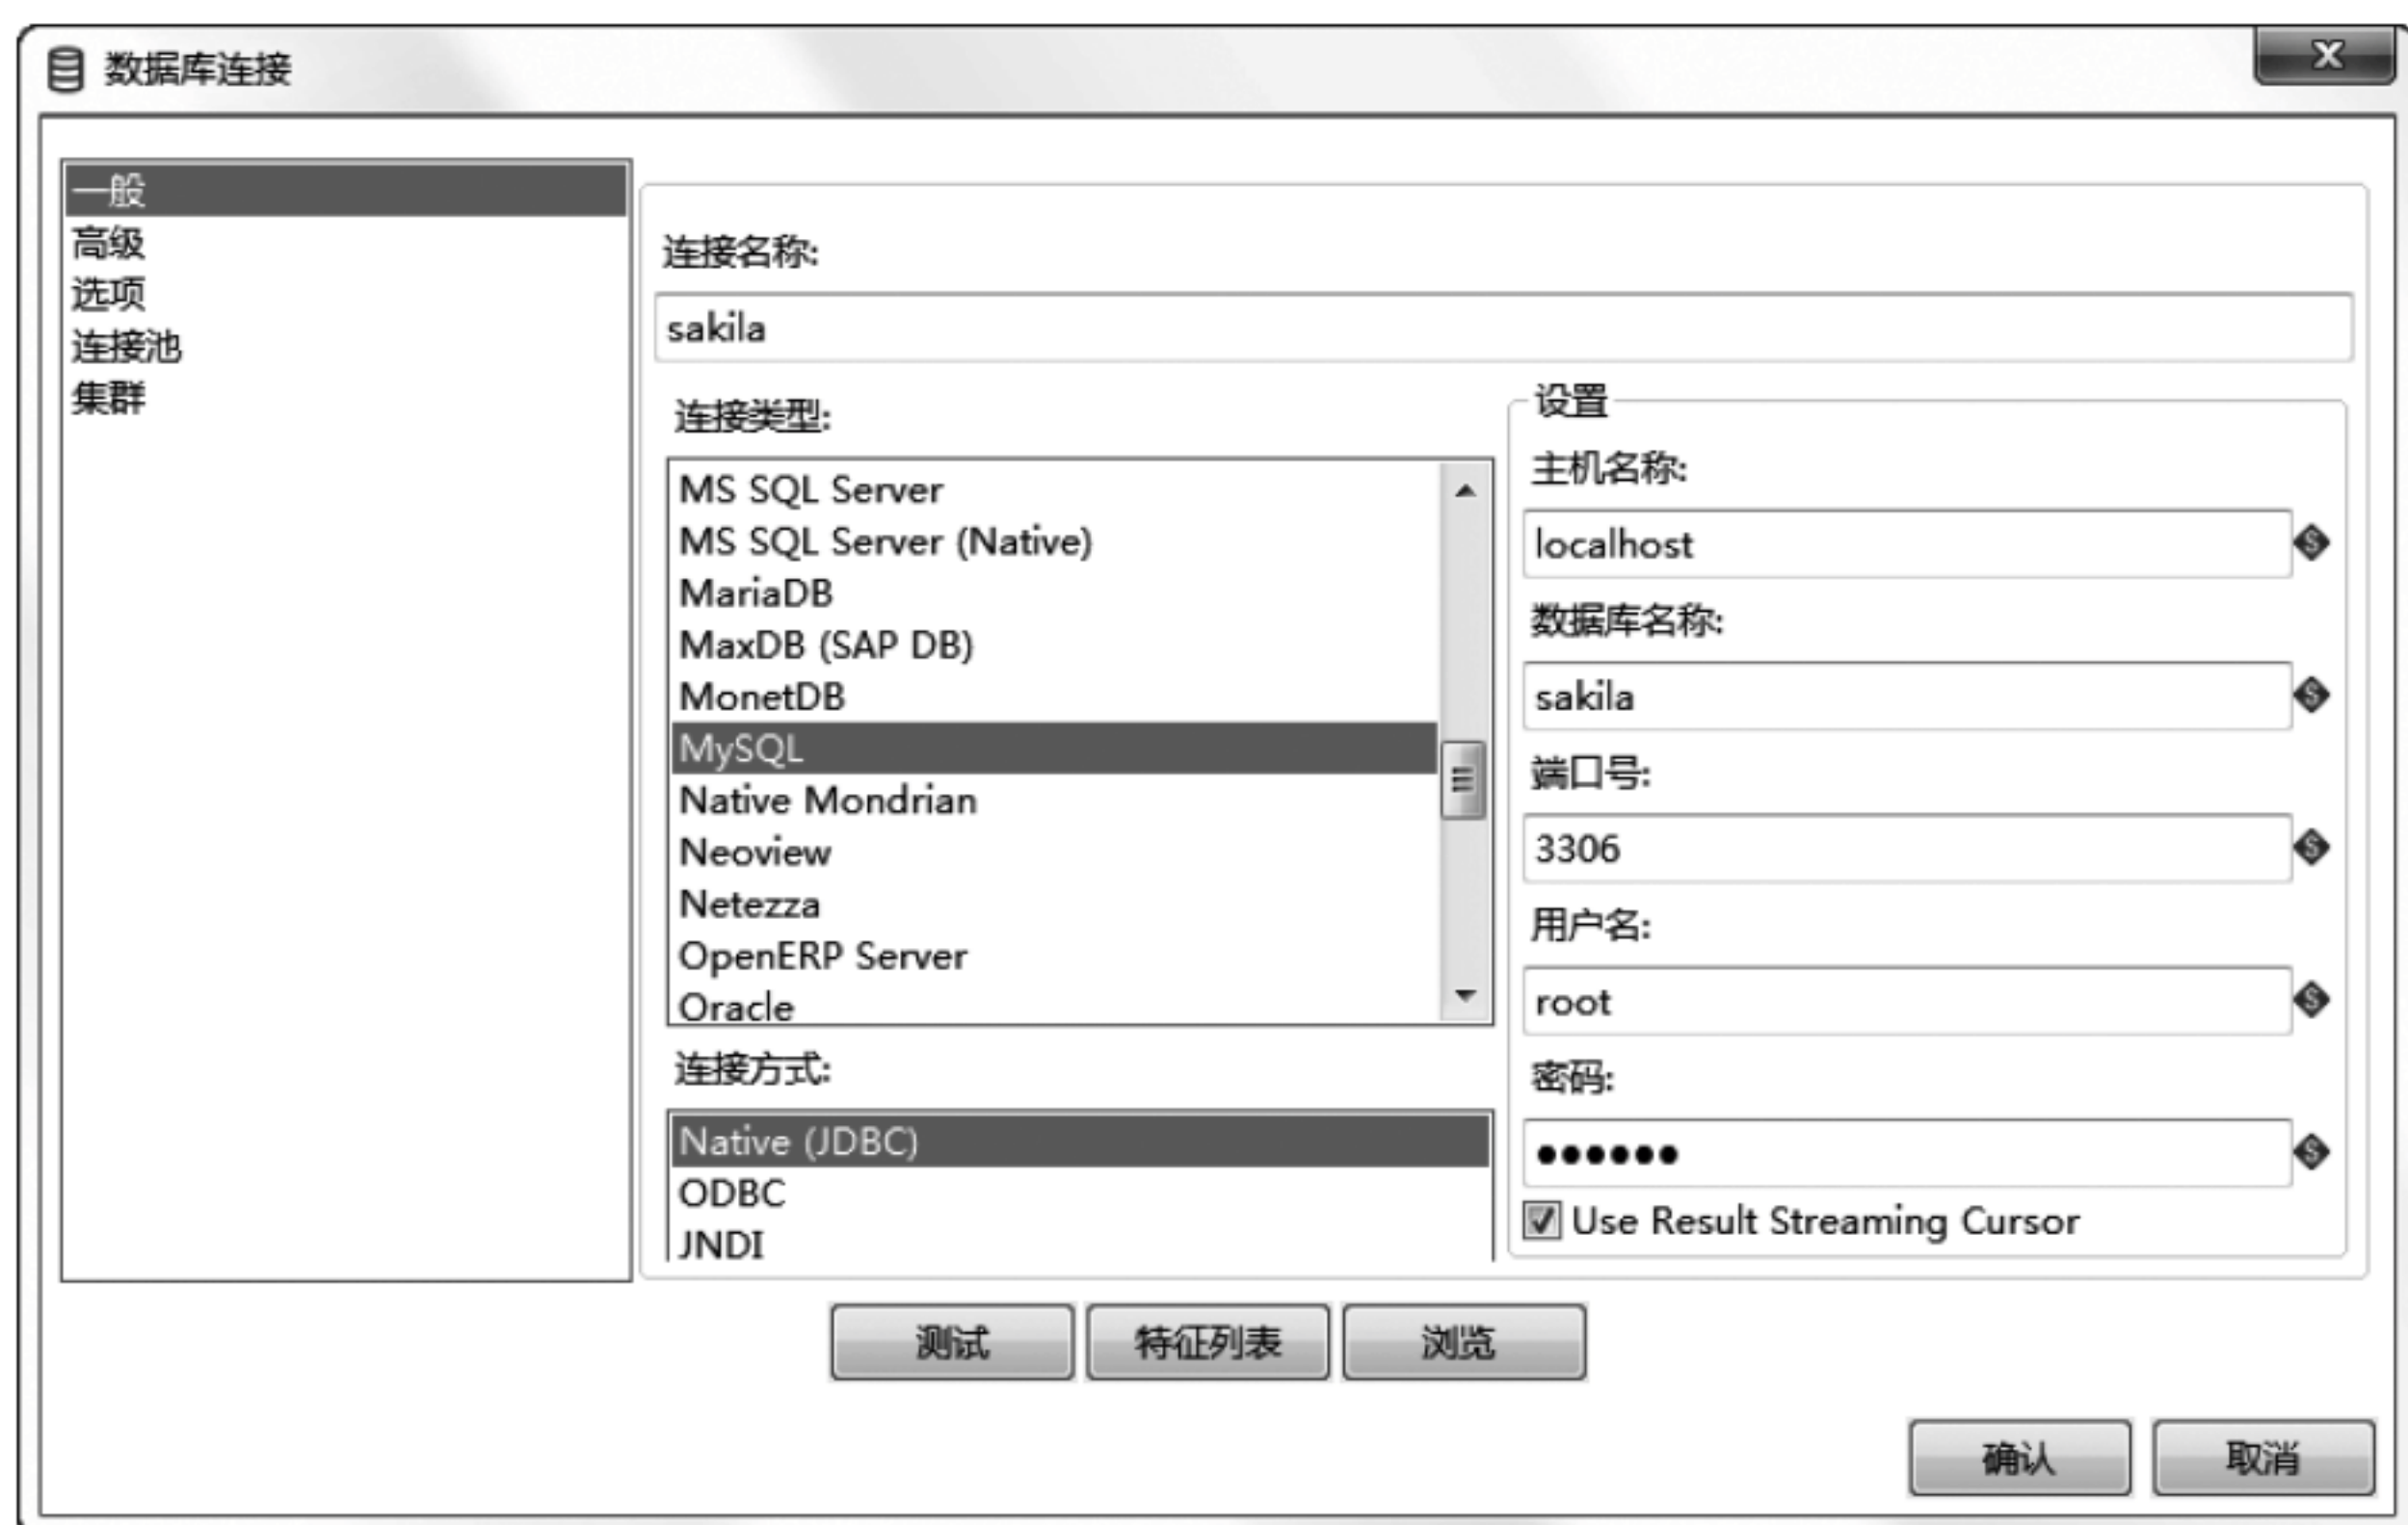 数据库连接
一般
高级
选项
连接池
集群
连接名称:
sakila
连接类型:
MS SQL Server
MS SQL Server (Native)
MariaDB
MaxDB (SAP DB)
MonetDB
MySQL
Native Mondrian
Neoview
Netezza
OpenERP Server
Oracle
连接方式:
Native (JDBC)
ODBC
JNDI
设置
主机名称:
localhost
数据库名称:
sakila
端口号:
3306
用户名:
root
密码:
●●●●●●
Use Result Streaming Cursor
测试 特征列表 浏览
确认 取消